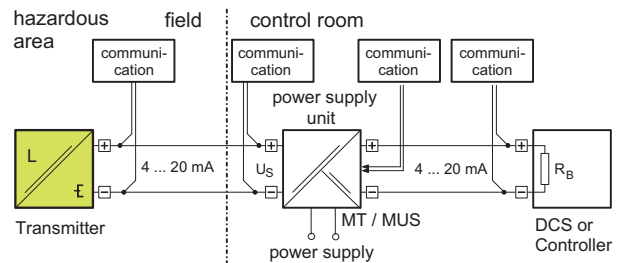 hazardous
area
field
control room
communi-
cation
communi-
cation
communi-
cation
communi-
cation
power supply
unit
L
E
+
−
4 ... 20 mA
+
−
US
+
−
4 ... 20 mA
+
−
RB
Transmitter
MT / MUS
power supply
DCS or
Controller